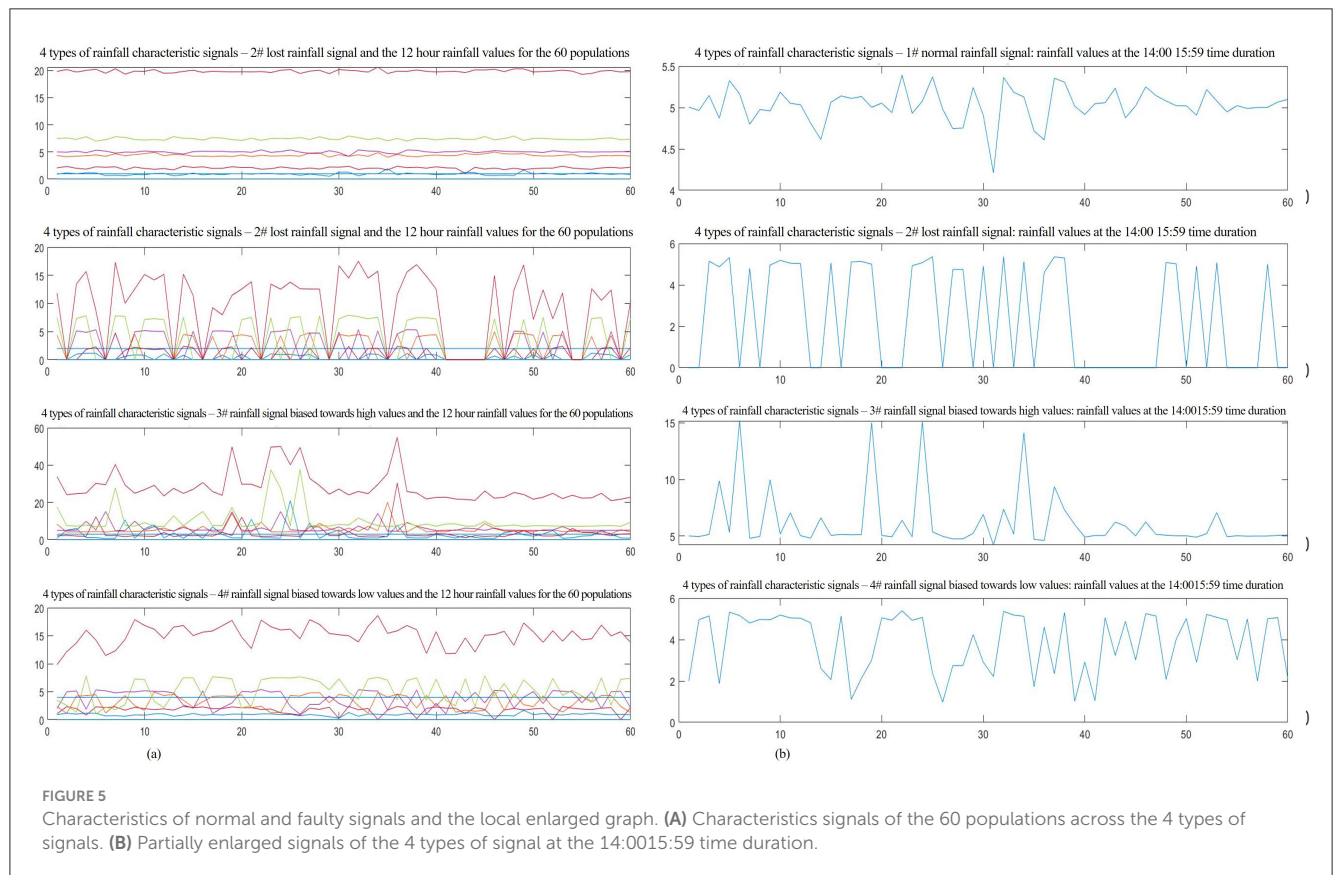 4 types of rainfall characteristic signals – 2# lost rainfall signal and the 12 hour rainfall values for the 60 populations
20
15
10
5
0
0 10 20 30 40 50 60
4 types of rainfall characteristic signals – 2# lost rainfall signal and the 12 hour rainfall values for the 60 populations
20
15
10
5
0
0 10 20 30 40 50 60
4 types of rainfall characteristic signals – 3# rainfall signal biased towards high values and the 12 hour rainfall values for the 60 populations
60
40
20
0
0 10 20 30 40 50 60
4 types of rainfall characteristic signals – 4# rainfall signal biased towards low values and the 12 hour rainfall values for the 60 populations
20
15
10
5
0
0 10 20 30 40 50 60
(a)
4 types of rainfall characteristic signals – 1# normal rainfall signal: rainfall values at the 14:00 15:59 time duration
5.5
5
4.5
4
0 10 20 30 40 50 60
)
4 types of rainfall characteristic signals – 2# lost rainfall signal: rainfall values at the 14:00 15:59 time duration
6
4
2
0
0 10 20 30 40 50 60
)
4 types of rainfall characteristic signals – 3# rainfall signal biased towards high values: rainfall values at the 14:0015:59 time duration
15
10
5
0 10 20 30 40 50 60
)
4 types of rainfall characteristic signals – 4# rainfall signal biased towards low values: rainfall values at the 14:0015:59 time duration
6
4
2
0
0 10 20 30 40 50 60
)
(b)
FIGURE 5
Characteristics of normal and faulty signals and the local enlarged graph. (A) Characteristics signals of the 60 populations across the 4 types of
signals. (B) Partially enlarged signals of the 4 types of signal at the 14:0015:59 time duration.